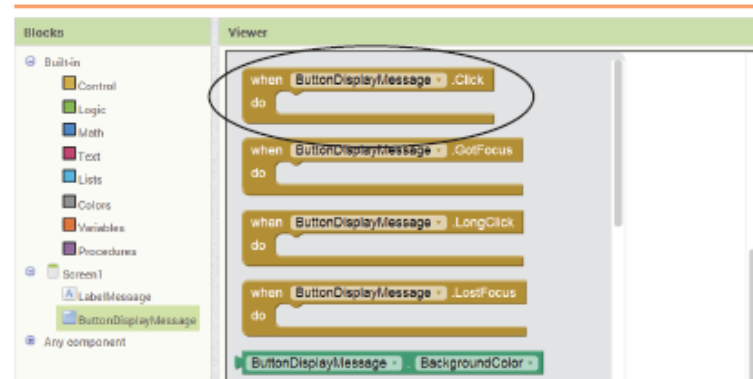 Blocks
Viewer
Built-in
Control
Logic
Math
Text
Lists
Colors
Variables
Procedures
Screen1
LabelMessage
ButtonDisplayMessage
Any component
when ButtonDisplayMessage .Click
do
when ButtonDisplayMessage .GotFocus
do
when ButtonDisplayMessage .LongClick
do
when ButtonDisplayMessage .LostFocus
do
ButtonDisplayMessage . BackgroundColor